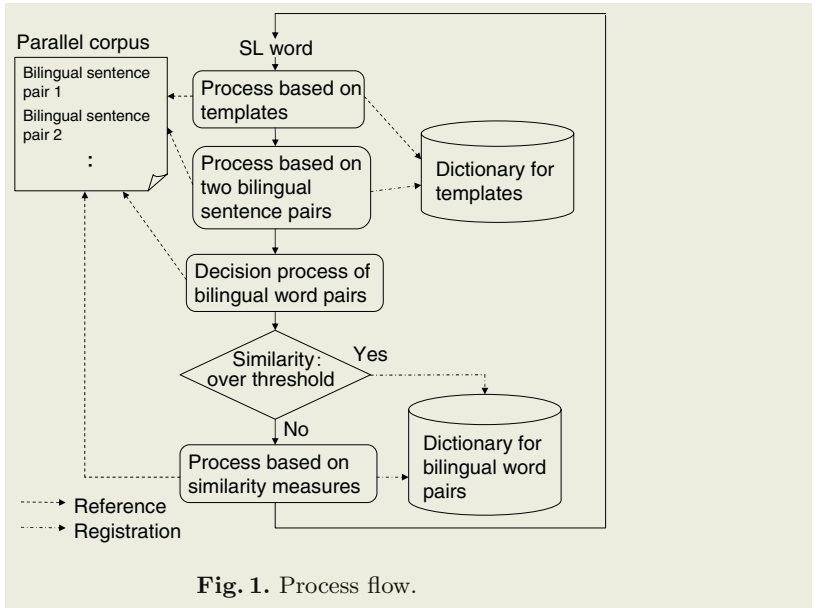 SL word
Parallel corpus
Bilingual sentence
pair 1
Bilingual sentence
pair 2
:
Process based on
templates
Process based on
two bilingual
sentence pairs
Dictionary for
templates
Decision process of
bilingual word pairs
Similarity:
over threshold
Yes
No
Dictionary for
bilingual word
pairs
Process based on
similarity measures
Reference
Registration
Fig. 1. Process flow.